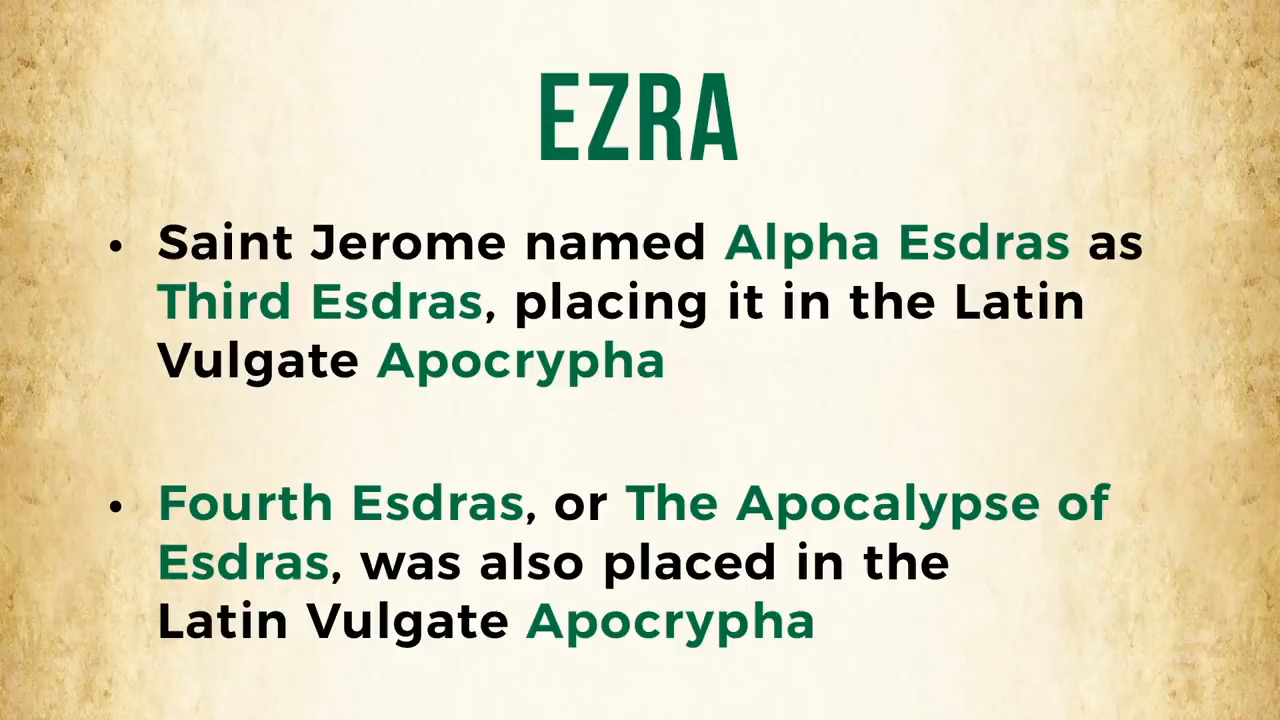 EZRA
• Saint Jerome named Alpha Esdras as
Third Esdras, placing it in the Latin
Vulgate Apocrypha
• Fourth Esdras, or The Apocalypse of
Esdras, was also placed in the
Latin Vulgate Apocrypha